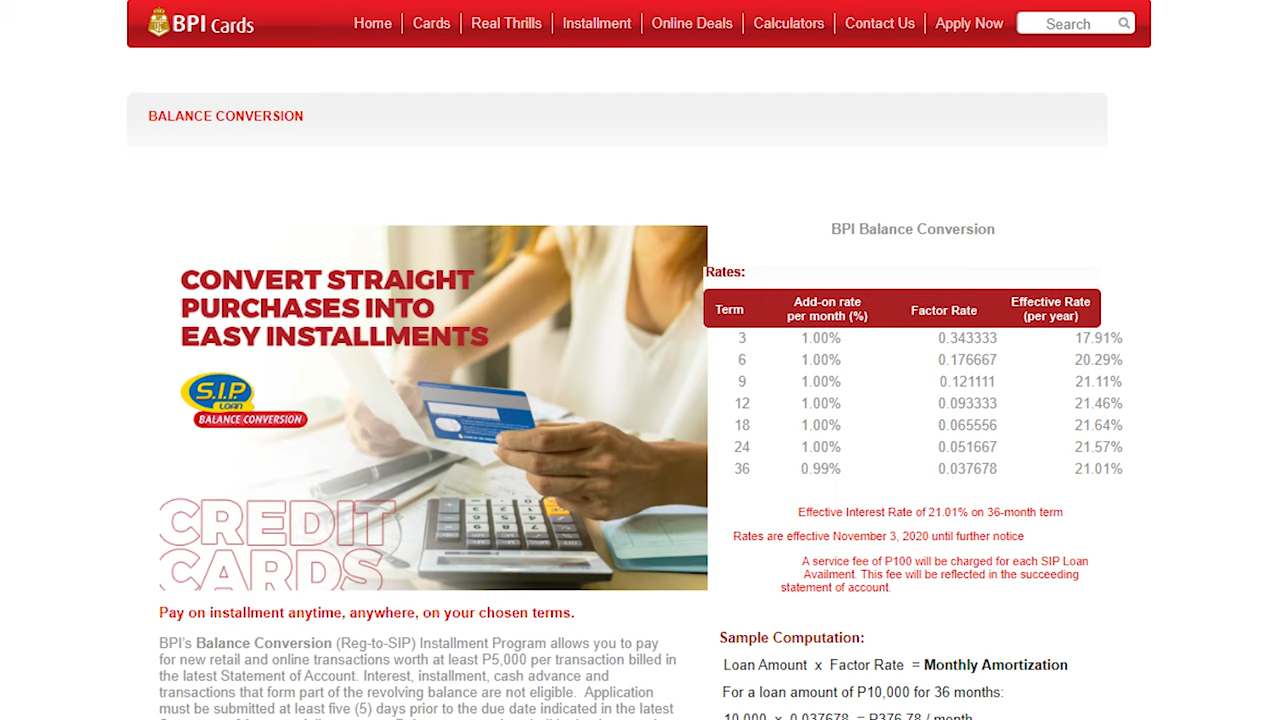 BPI Cards
Home
Cards
Real Thrills
Installment
Online Deals
Calculators
Contact Us
Apply Now
Search
BALANCE CONVERSION
CONVERT STRAIGHT
PURCHASES INTO
EASY INSTALLMENTS
S.I.P
LOAN
BALANCE CONVERSION
CREDIT
CARDS
Pay on installment anytime, anywhere, on your chosen terms.
BPI's Balance Conversion (Reg-to-SIP) Installment Program allows you to pay
for new retail and online transactions worth at least P5,000 per transaction billed in
the latest Statement of Account. Interest, installment, cash advance and
transactions that form part of the revolving balance are not eligible. Application
must be submitted at least five (5) days prior to the due date indicated in the latest
BPI Balance Conversion
Rates:
Term Add-on rate per month (%) Factor Rate Effective Rate (per year)
3 1.00% 0.343333 17.91%
6 1.00% 0.176667 20.29%
9 1.00% 0.121111 21.11%
12 1.00% 0.093333 21.46%
18 1.00% 0.065556 21.64%
24 1.00% 0.051667 21.57%
36 0.99% 0.037678 21.01%
Effective Interest Rate of 21.01% on 36-month term
Rates are effective November 3, 2020 until further notice
A service fee of P100 will be charged for each SIP Loan
Availment. This fee will be reflected in the succeeding
statement of account.
Sample Computation:
Loan Amount x Factor Rate = Monthly Amortization
For a loan amount of P10,000 for 36 months:
10,000 x 0.037678 = P376.78 / month